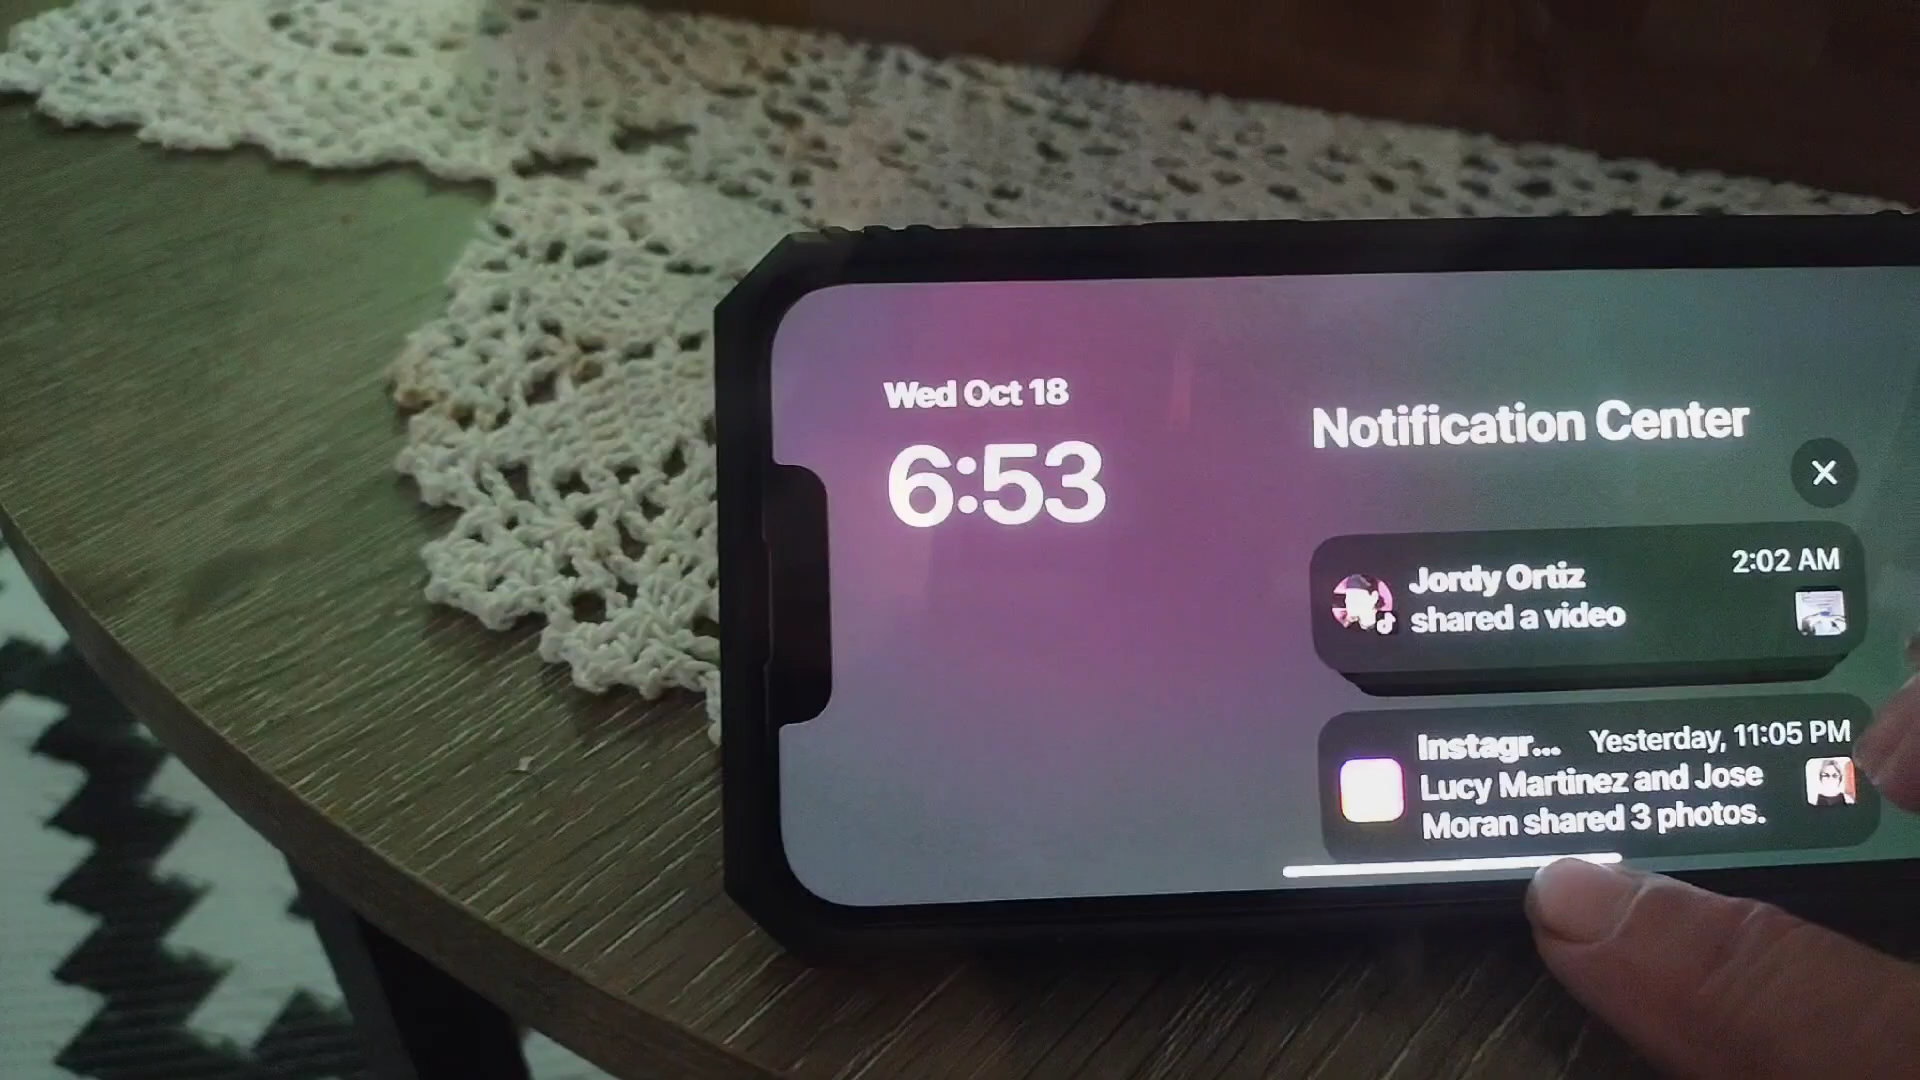 Wed Oct 18
6:53
Notification Center
Jordy Ortiz
2:02 AM
shared a video
Instagr... Yesterday, 11:05 PM
Lucy Martinez and Jose
Moran shared 3 photos.